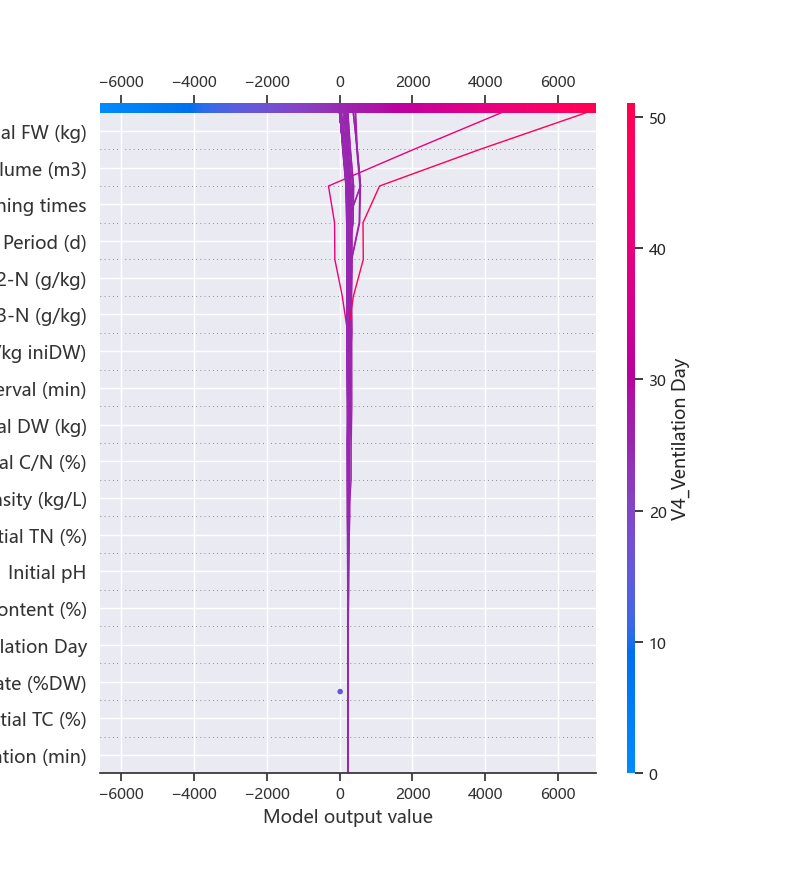 −6000 −4000 −2000 0 2000 4000 6000
al FW (kg)
lume (m3)
ning times
Period (d)
2-N (g/kg)
3-N (g/kg)
/kg iniDW)
erval (min)
al DW (kg)
al C/N (%)
nsity (kg/L)
tial TN (%)
Initial pH
ontent (%)
lation Day
ate (%DW)
tial TC (%)
ation (min)
−6000 −4000 −2000 0 2000 4000 6000
Model output value
50
40
30
20
10
0
V4_Ventilation Day